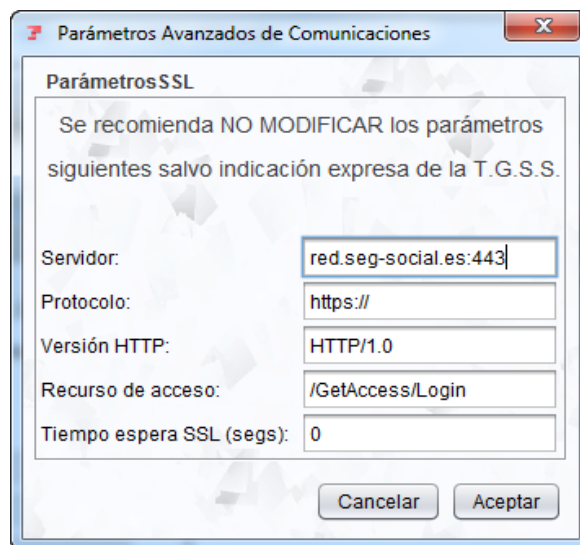 Parámetros Avanzados de Comunicaciones
Parámetros SSL
Se recomienda NO MODIFICAR los parámetros
siguientes salvo indicación expresa de la T.G.S.S.
Servidor: red.seg-social.es:443
Protocolo: https://
Versión HTTP: HTTP/1.0
Recurso de acceso: /GetAccess/Login
Tiempo espera SSL (segs): 0
Cancelar Aceptar